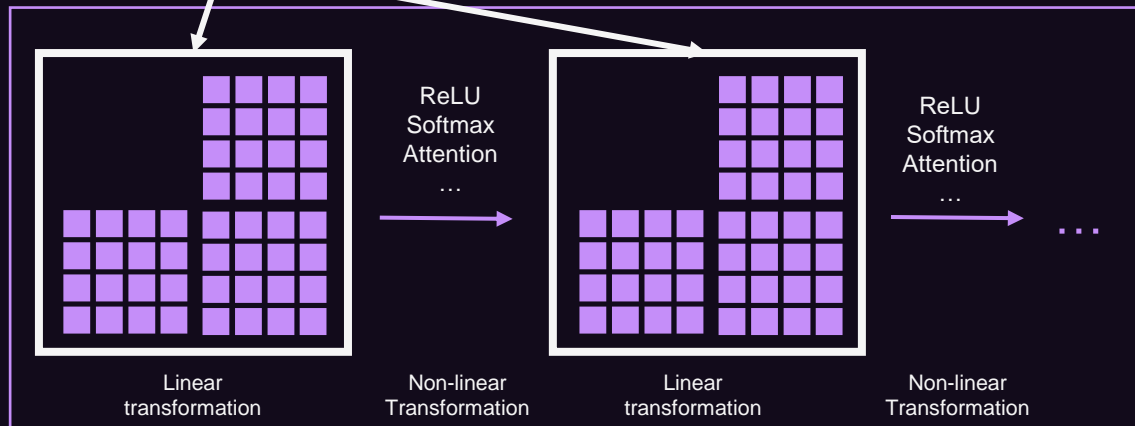 ReLU
Softmax
Attention
…
ReLU
Softmax
Attention
…
…
Linear
transformation
Non-linear
Transformation
Linear
transformation
Non-linear
Transformation